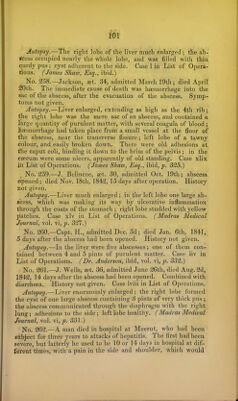 101
Autopsy.—The right lobe of the liver much enlarged; the ab-
scess occupied nearly the whole lobe, and was filled with thin
curdy pus; cyst adherent to the side. Case l in List of Opera-
tions. (James Shaw, Esq., ibid.)
No. 258.—Jackson, æt. 34, admitted March 19th; died April
20th. The immediate cause of death was hæmorrhage into the
sac of the abscess, after the evacuation of the abscess. Symp-
toms not given.
Autopsy.—Liver enlarged, extending as high as the 4th rib;
the right lobe was the mere sac of an abscess, and contained a
large quantity of purulent matter, with several coagula of blood;
hæmorrhage had taken place from a small vessel at the floor of
the abscess, near the transverse fissure; left lobe of a tawny
colour, and easily broken down. There were old adhesions at
the caput coli, binding it down to the brim of the pelvis; in the
cæcum were some ulcers, apparently of old standing. Case xlix
in List of Operations. (James Shaw, Esq., ibid, p. 325.)
No. 259.—J. Belisune, æt. 30, admitted Oct. 19th; abscess
opened; died Nov. 18th, 1842, 15 days after operation. History
not given.
Autopsy.—Liver much enlarged; in the left lobe one large ab-
scess, which was making its way by ulcerative inflammation
through the coats of the stomach; right lobe studded with yellow
patches. Case xlv in List of Operations. (Madras Medical
Journal, vol. vi, p. 327.)
No. 260.—Capt. H., admitted Dec. 3d; died Jan. 6th, 1841,
5 days after the abscess had been opened. History not given.
Autopsy.—In the liver were five abscesses; one of them con-
tained between 4 and 5 pints of purulent matter. Case liv in
List of Operations. (Dr. Anderson, ibid, vol. vi, p. 332.)
No. 261.—J. Wells, æt. 36, admitted June 26th, died Aug. 2d,
1842, 14 days after the abscess had been opened. Combined with
diarrhœa. History not given. Case lviii in List of Operations.
Autopsy.—Liver enormously enlarged; the right lobe formed
the cyst of one large abscess containing 3 pints of very thick pus;
the abscess communicated through the diaphragm with the right
lung; adhesions to the side; left lobe healthy. (Madras Medical
Journal, vol. vi, p. 331.)
No. 262.—A man died in hospital at Meerut, who had been
subject for three years to attacks of hepatitis. The first had been
severe, but latterly he used to be 10 or 14 days in hospital at dif-
ferent times, with a pain in the side and shoulder, which would